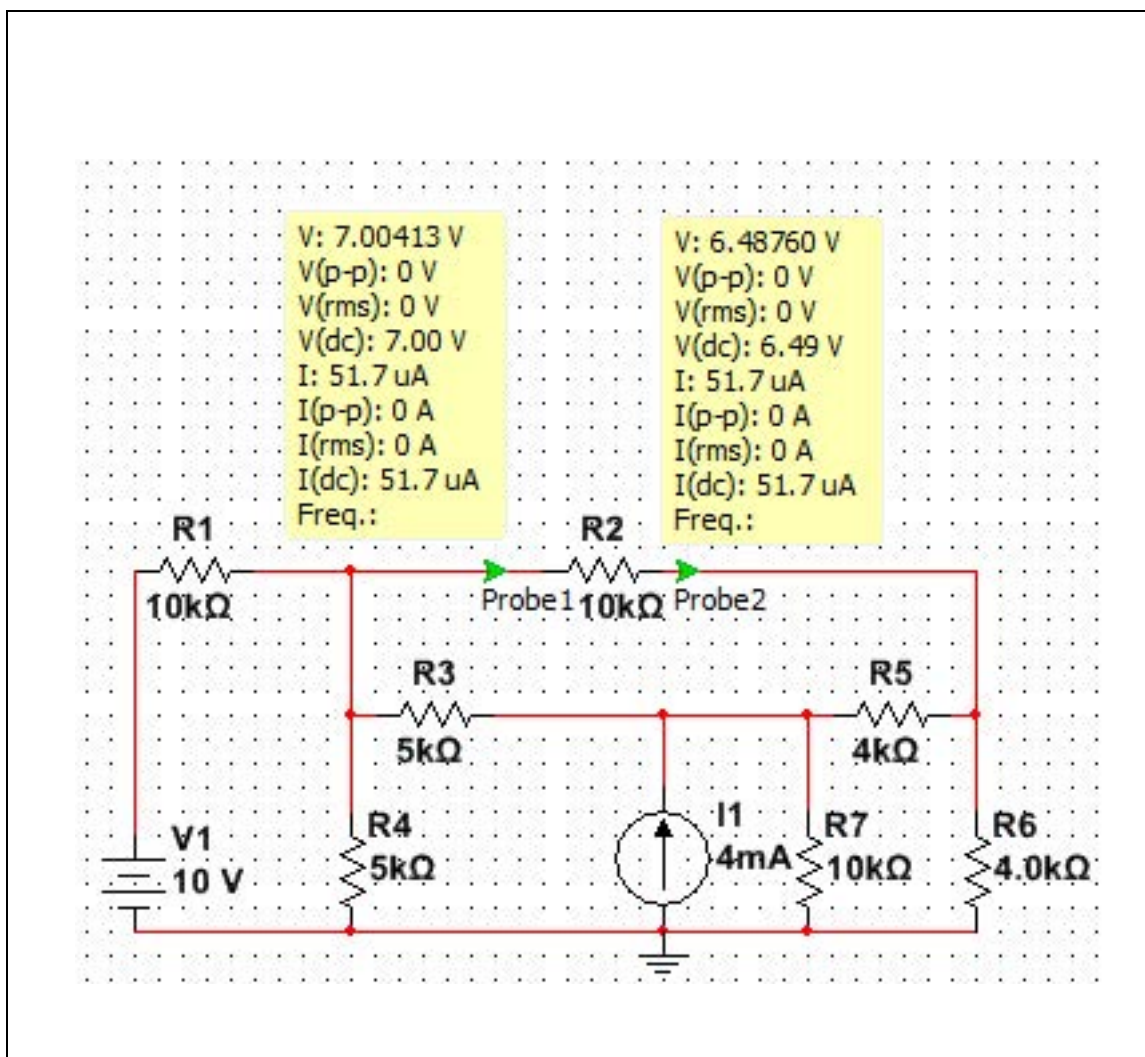 V: 7.00413 V
V(p-p): 0 V
V(rms): 0 V
V(dc): 7.00 V
I: 51.7 uA
I(p-p): 0 A
I(rms): 0 A
I(dc): 51.7 uA
Freq.:
V: 6.48760 V
V(p-p): 0 V
V(rms): 0 V
V(dc): 6.49 V
I: 51.7 uA
I(p-p): 0 A
I(rms): 0 A
I(dc): 51.7 uA
Freq.:
R1
10kΩ
Probe1
R2
10kΩ
Probe2
R3
5kΩ
R5
4kΩ
V1
10 V
R4
5kΩ
I1
4mA
R7
10kΩ
R6
4.0kΩ